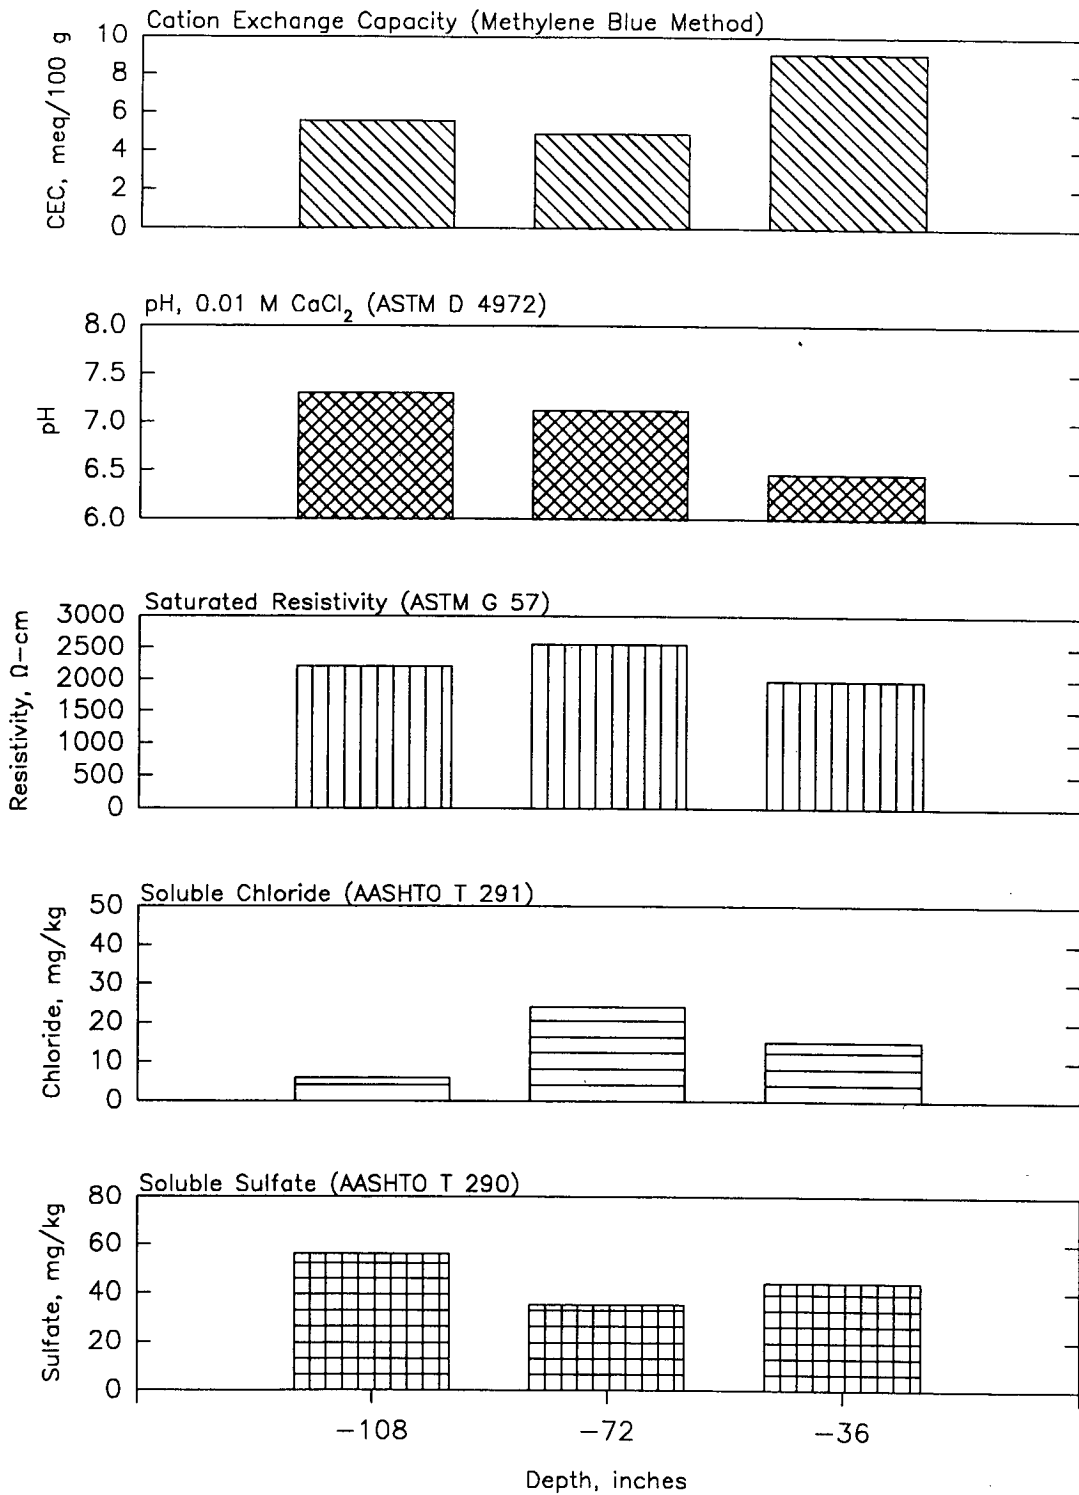 Cation Exchange Capacity (Methylene Blue Method)
CEC, meq/100 g
10
8
6
4
2
0
pH, 0.01 M CaCl₂ (ASTM D 4972)
pH
8.0
7.5
7.0
6.5
6.0
Saturated Resistivity (ASTM G 57)
Resistivity, Ω-cm
3000
2500
2000
1500
1000
500
0
Soluble Chloride (AASHTO T 291)
Chloride, mg/kg
50
40
30
20
10
0
Soluble Sulfate (AASHTO T 290)
Sulfate, mg/kg
80
60
40
20
0
−108 −72 −36
Depth, inches